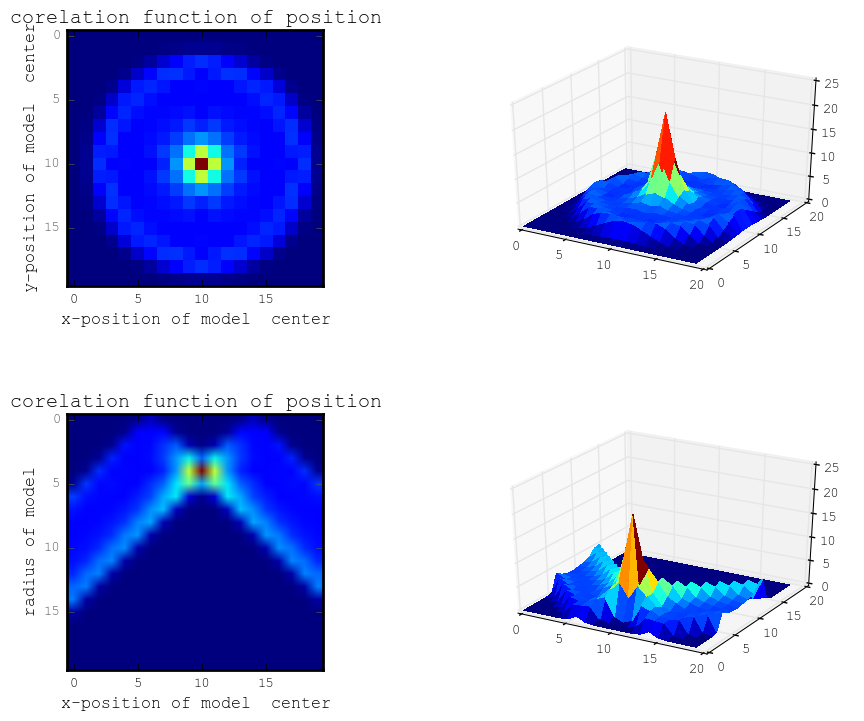 corelation function of position
y-position of model  center
0
5
10
15
0 5 10 15
x-position of model  center
0 5 10 15 20
0 5 10 15 20
0 5 10 15 20 25
corelation function of position
radius of model
0
5
10
15
0 5 10 15
x-position of model  center
0 5 10 15 20
0 5 10 15 20
0 5 10 15 20 25